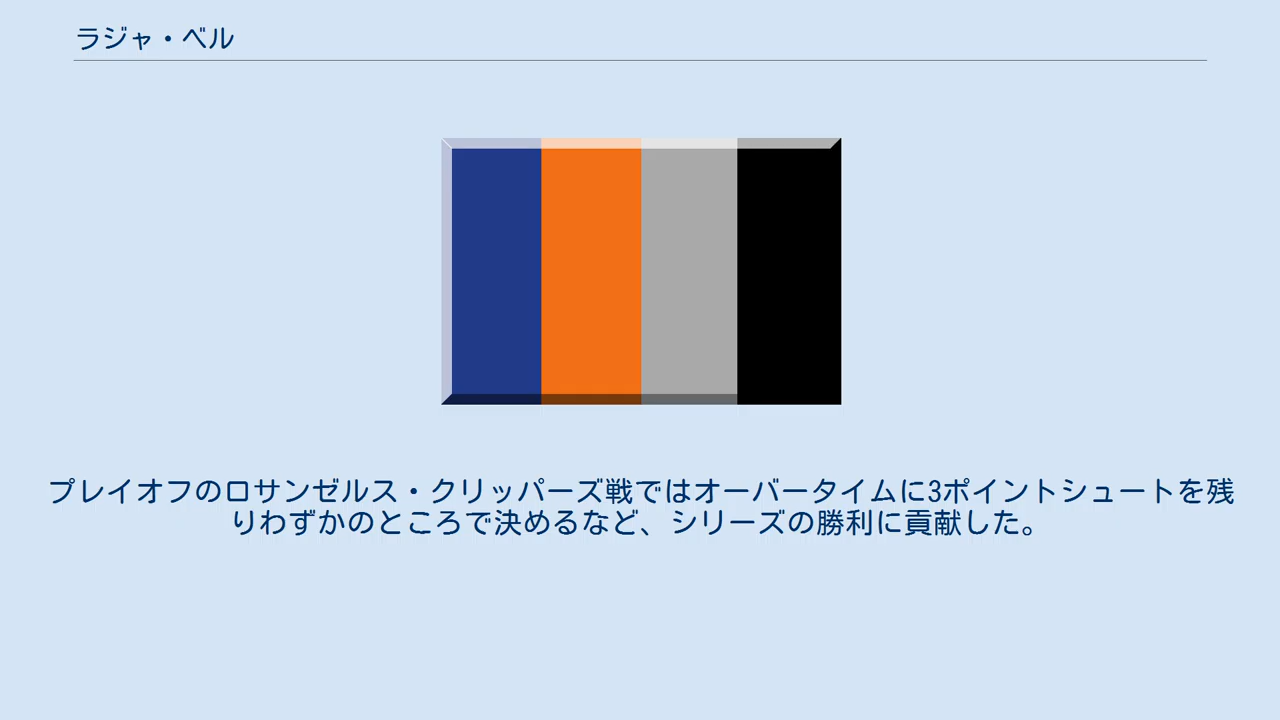 ラジャ・ベル
プレイオフのロサンゼルス・クリッパーズ戦ではオーバータイムに3ポイントシュートを残
りわずかのところで決めるなど、シリーズの勝利に貢献した。